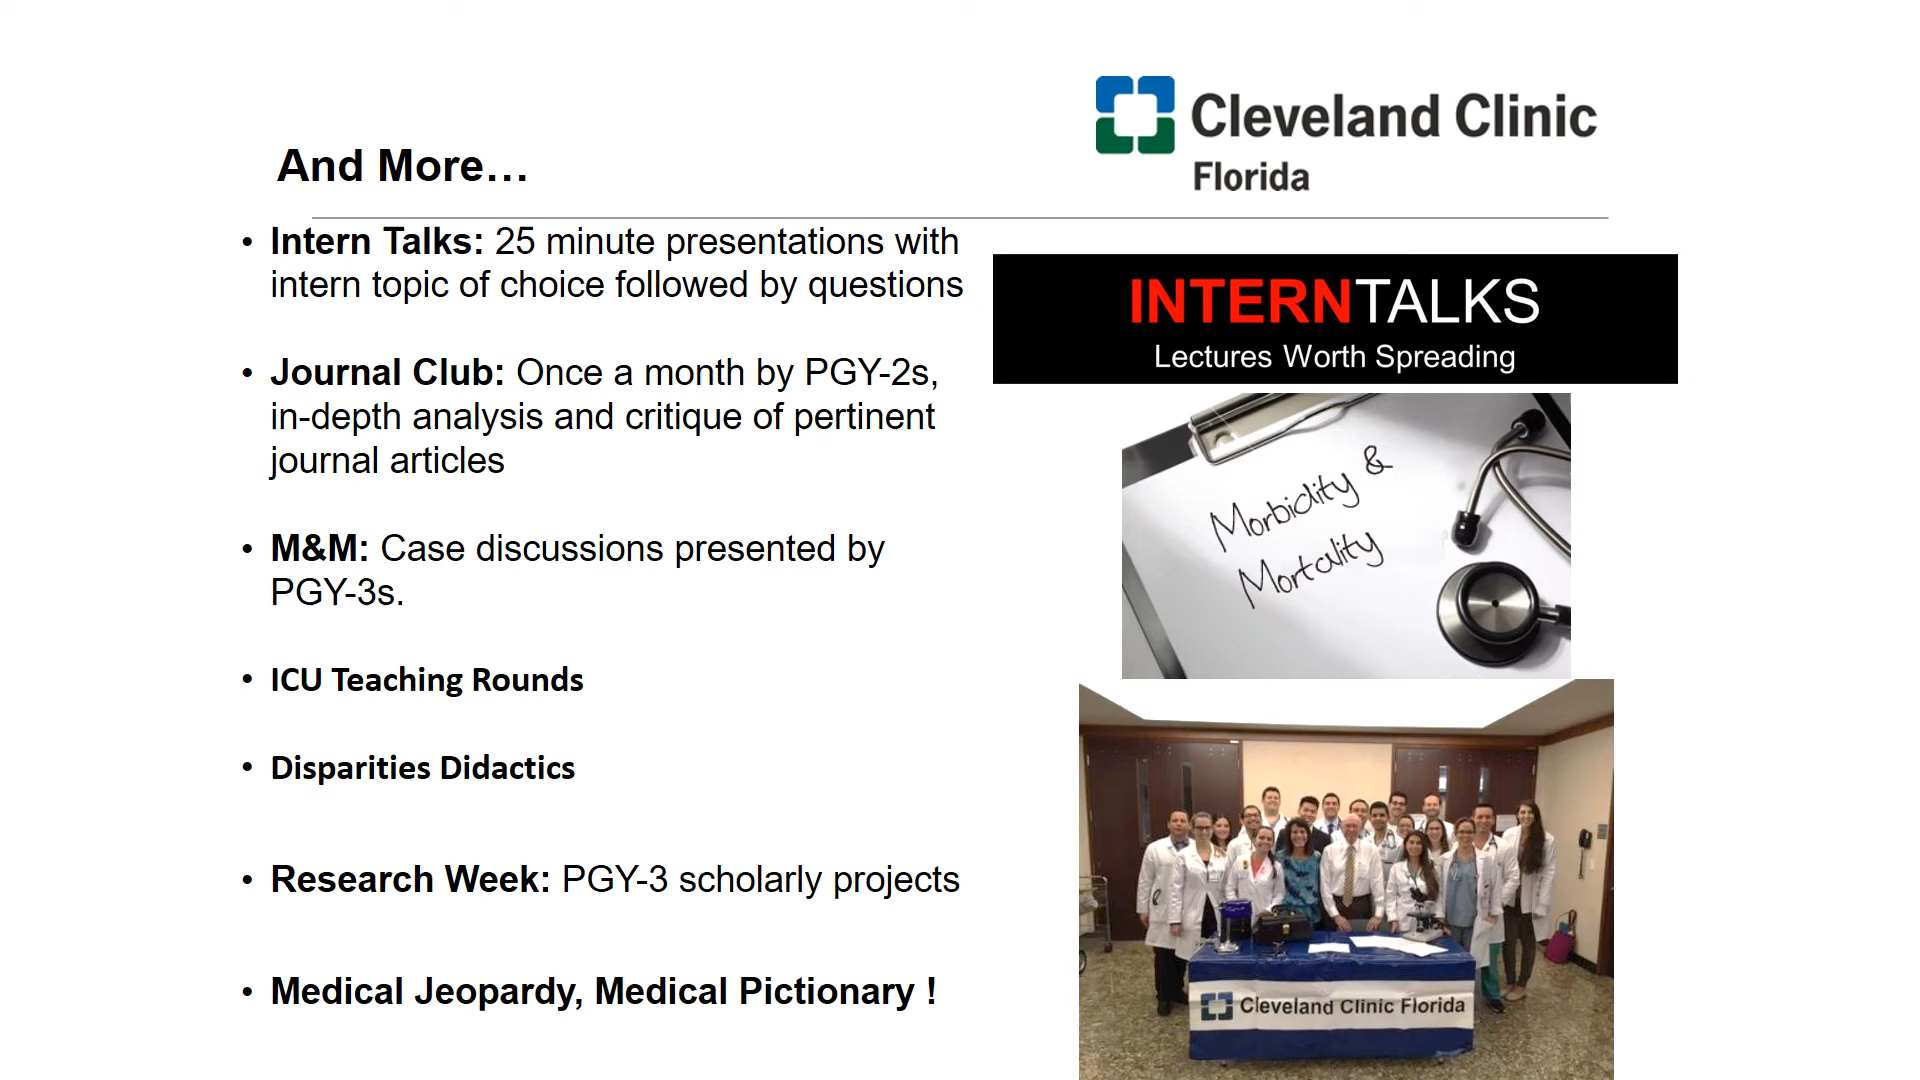 Cleveland Clinic
Florida
And More…
• Intern Talks: 25 minute presentations with
intern topic of choice followed by questions
• Journal Club: Once a month by PGY-2s,
in-depth analysis and critique of pertinent
journal articles
• M&M: Case discussions presented by
PGY-3s.
• ICU Teaching Rounds
• Disparities Didactics
• Research Week: PGY-3 scholarly projects
• Medical Jeopardy, Medical Pictionary !
INTERNTALKS
Lectures Worth Spreading
Morbidity &
Mortality
Cleveland Clinic Florida